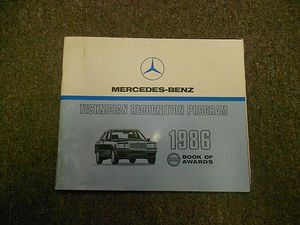 MERCEDES-BENZ
TECHNICIAN RECOGNITION PROGRAM
1986
BOOK OF
AWARDS